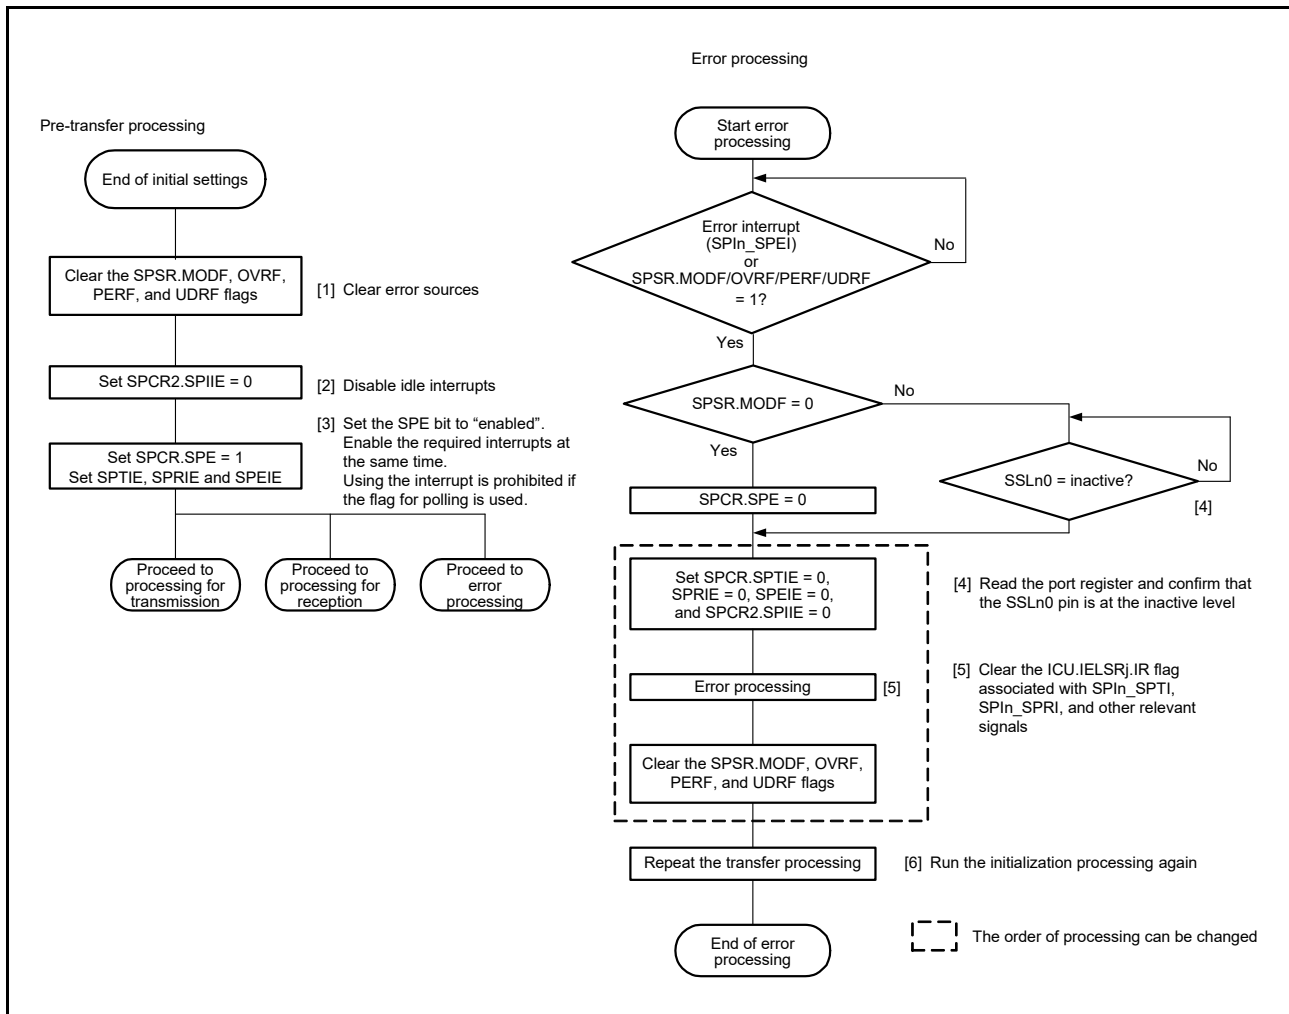 Pre-transfer processing
End of initial settings
Clear the SPSR.MODF, OVRF,
PERF, and UDRF flags
[1] Clear error sources
Set SPCR2.SPIIE = 0
[2] Disable idle interrupts
Set SPCR.SPE = 1
Set SPTIE, SPRIE and SPEIE
[3] Set the SPE bit to “enabled”.
Enable the required interrupts at
the same time.
Using the interrupt is prohibited if
the flag for polling is used.
Proceed to
processing for
transmission
Proceed to
processing for
reception
Proceed to
error
processing
Error processing
Start error
processing
Error interrupt
(SPIn_SPEI)
or
SPSR.MODF/OVRF/PERF/UDRF
= 1?
No
Yes
SPSR.MODF = 0
No
Yes
SSLn0 = inactive?
No
[4]
SPCR.SPE = 0
Set SPCR.SPTIE = 0,
SPRIE = 0, SPEIE = 0,
and SPCR2.SPIIE = 0
[4] Read the port register and confirm that
the SSLn0 pin is at the inactive level
Error processing
[5]
[5] Clear the ICU.IELSRj.IR flag
associated with SPIn_SPTI,
SPIn_SPRI, and other relevant
signals
Clear the SPSR.MODF, OVRF,
PERF, and UDRF flags
Repeat the transfer processing
[6] Run the initialization processing again
End of error
processing
The order of processing can be changed